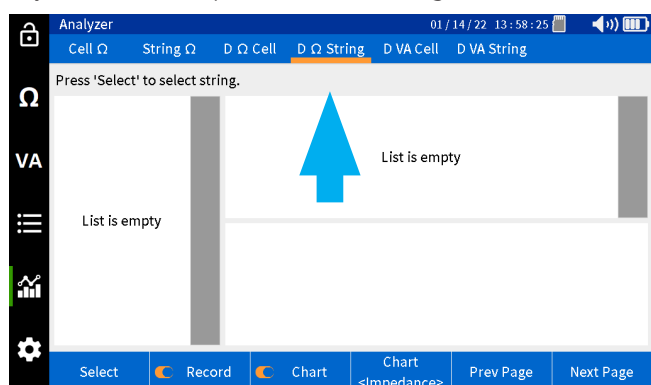 Analyzer 01/14/22 13:58:25
Cell Ω String Ω D Ω Cell D Ω String D VA Cell D VA String
Press 'Select' to select string.
Ω
VA
List is empty
List is empty
Select Record Chart Chart Prev Page Next Page
<Impedance>